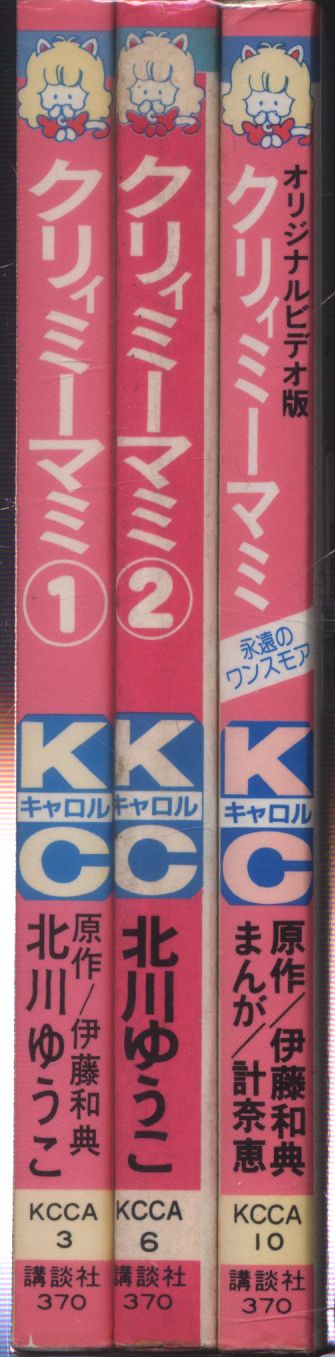 クリィミーマミ
1
K
キャロル
C
原作/伊藤和典
北川ゆうこ
KCCA
3
講談社
370
クリィミーマミ
2
K
キャロル
C
北川ゆうこ
KCCA
6
講談社
370
オリジナルビデオ版
クリィミーマミ
永遠の
ワンスモア
K
キャロル
C
原作/伊藤和典
まんが/計奈恵
KCCA
10
講談社
370